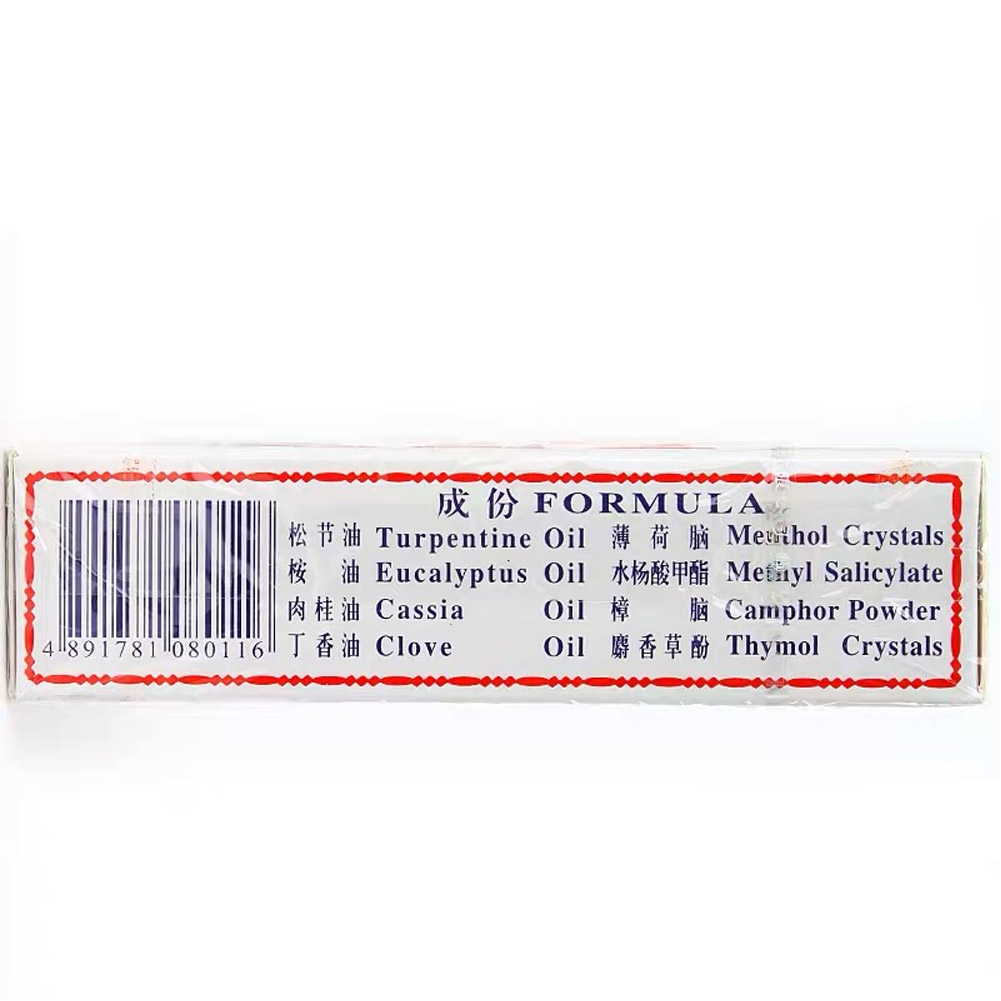 成份 FORMULA
松节油 Turpentine Oil 薄荷脑 Menthol Crystals
桉油 Eucalyptus Oil 水杨酸甲酯 Methyl Salicylate
肉桂油 Cassia Oil 樟脑 Camphor Powder
丁香油 Clove Oil 麝香草酚 Thymol Crystals
4 891781 080116